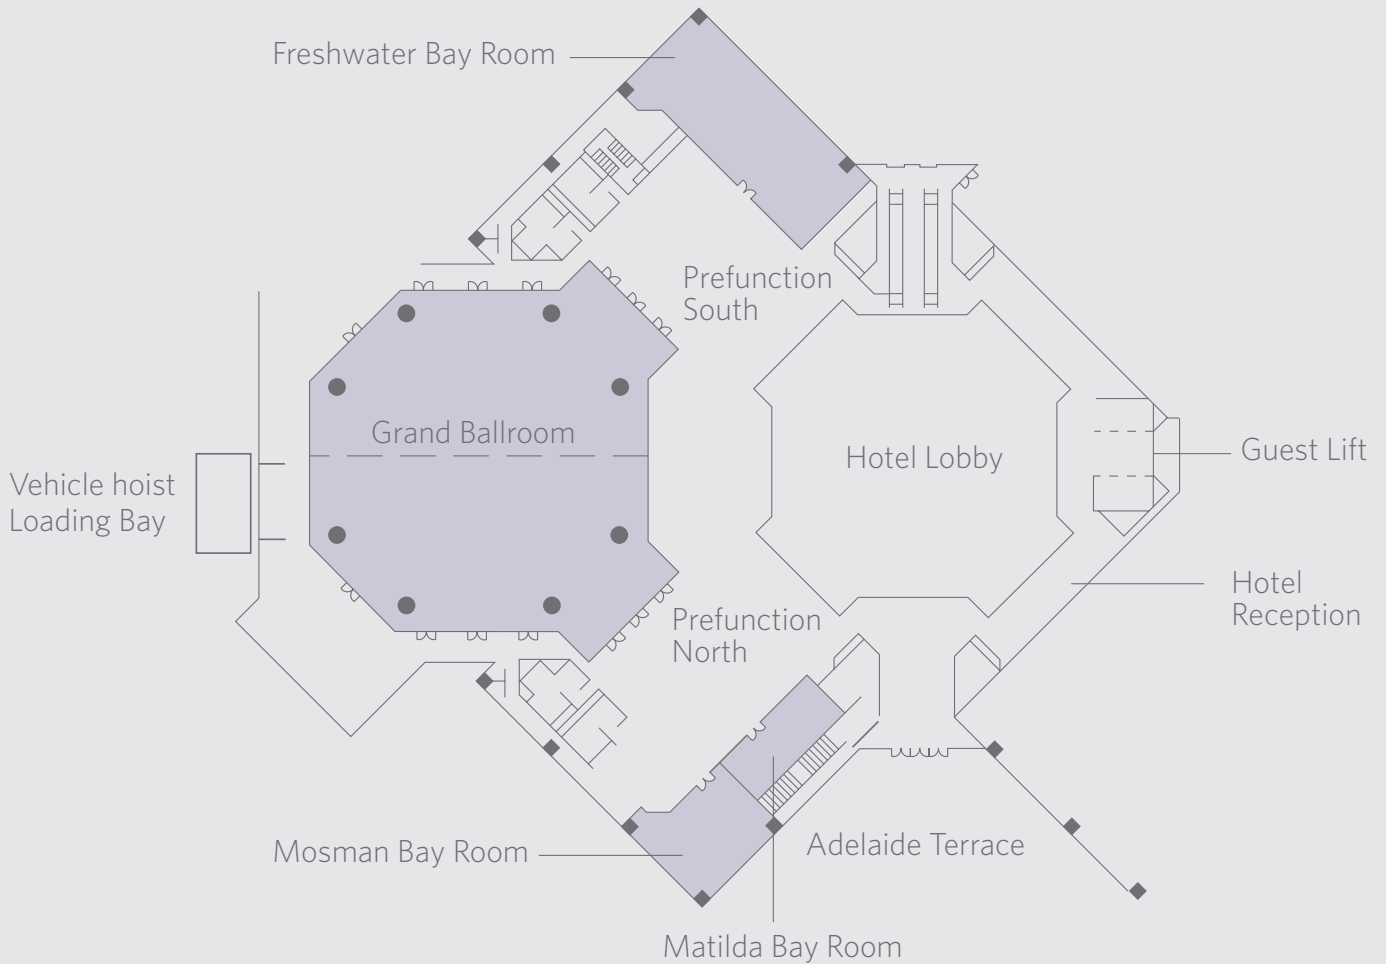 Freshwater Bay Room
Prefunction
South
Grand Ballroom
Hotel Lobby
Guest Lift
Vehicle hoist
Loading Bay
Hotel
Reception
Prefunction
North
Mosman Bay Room
Adelaide Terrace
Matilda Bay Room